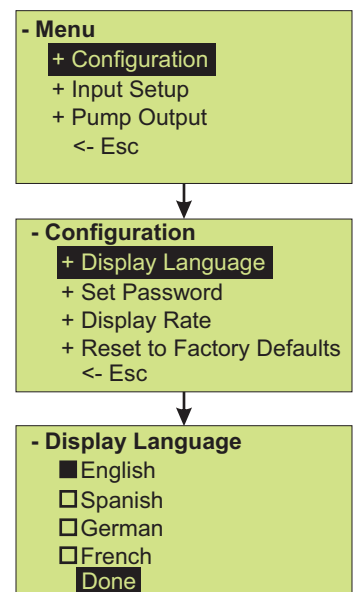 - Menu
+ Configuration
+ Input Setup
+ Pump Output
<- Esc
- Configuration
+ Display Language
+ Set Password
+ Display Rate
+ Reset to Factory Defaults
<- Esc
- Display Language
English
Spanish
German
French
Done